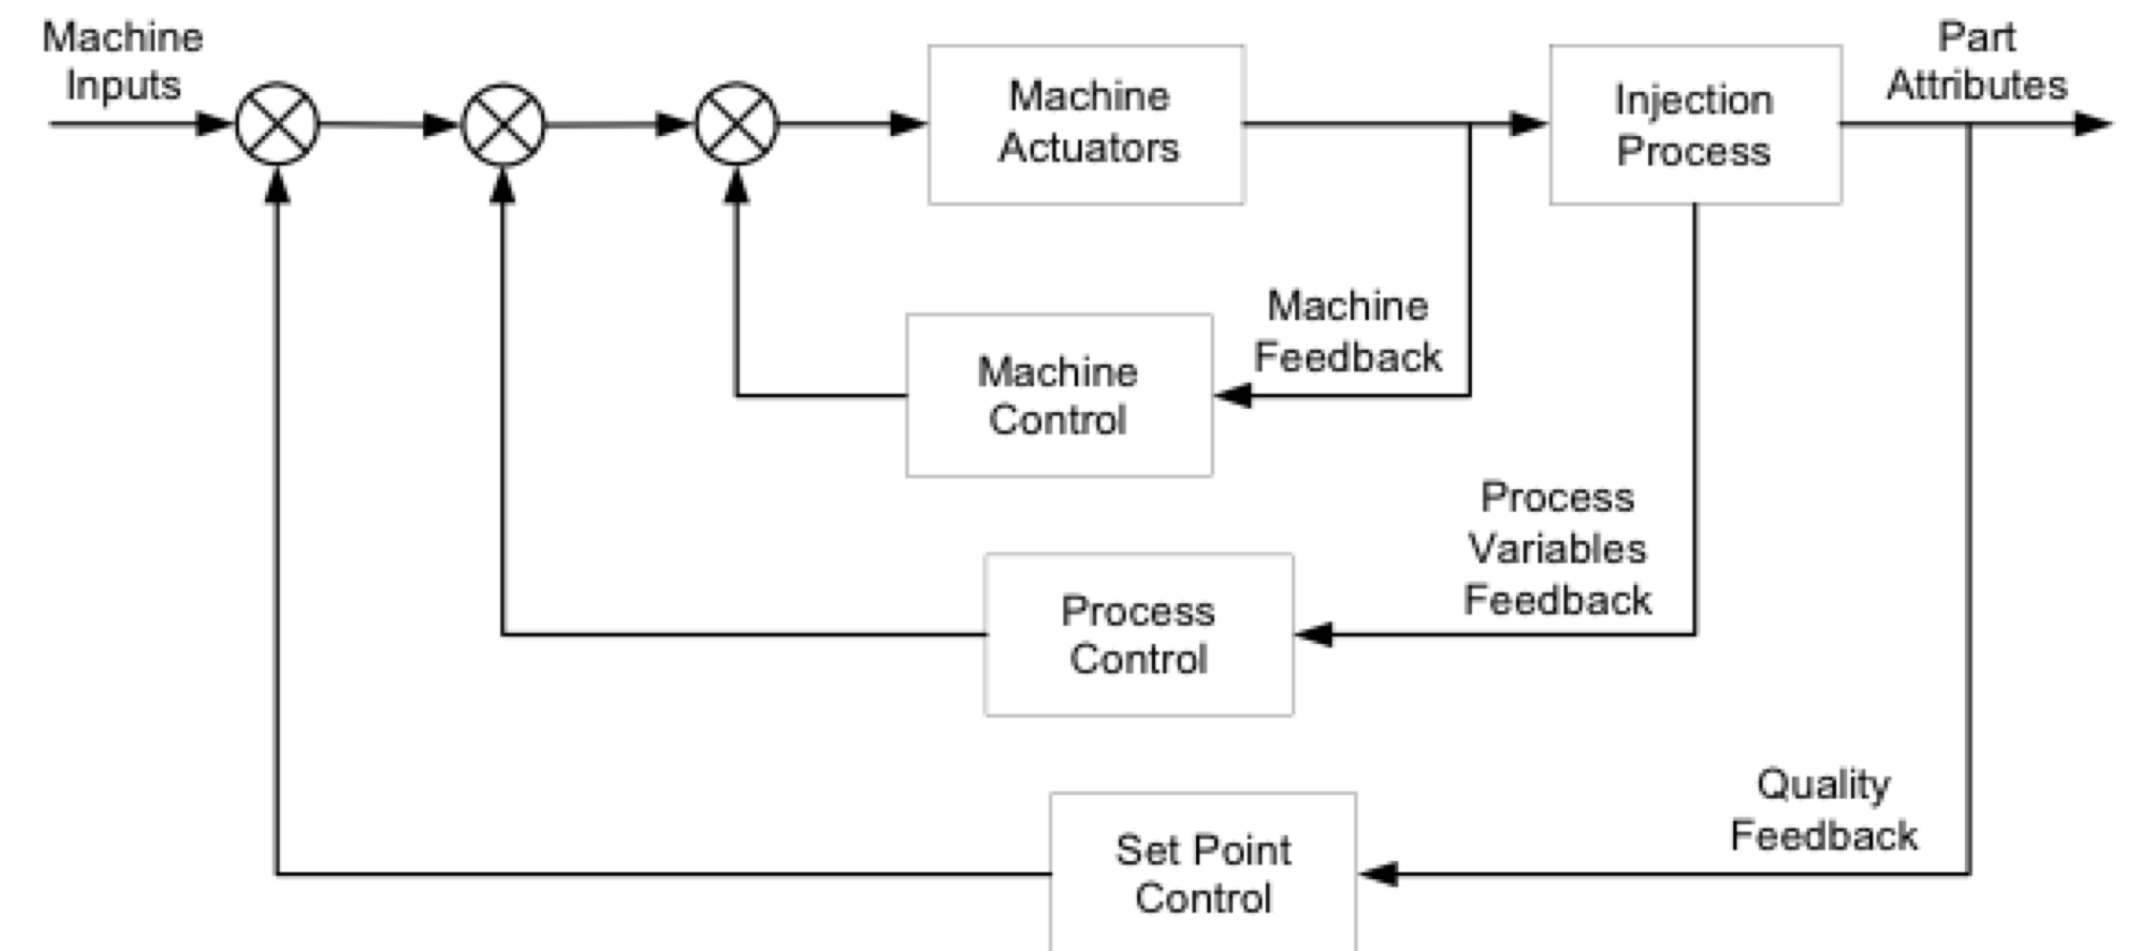 Machine
Inputs
Machine
Actuators
Injection
Process
Part
Attributes
Machine
Feedback
Machine
Control
Process
Variables
Feedback
Process
Control
Quality
Feedback
Set Point
Control